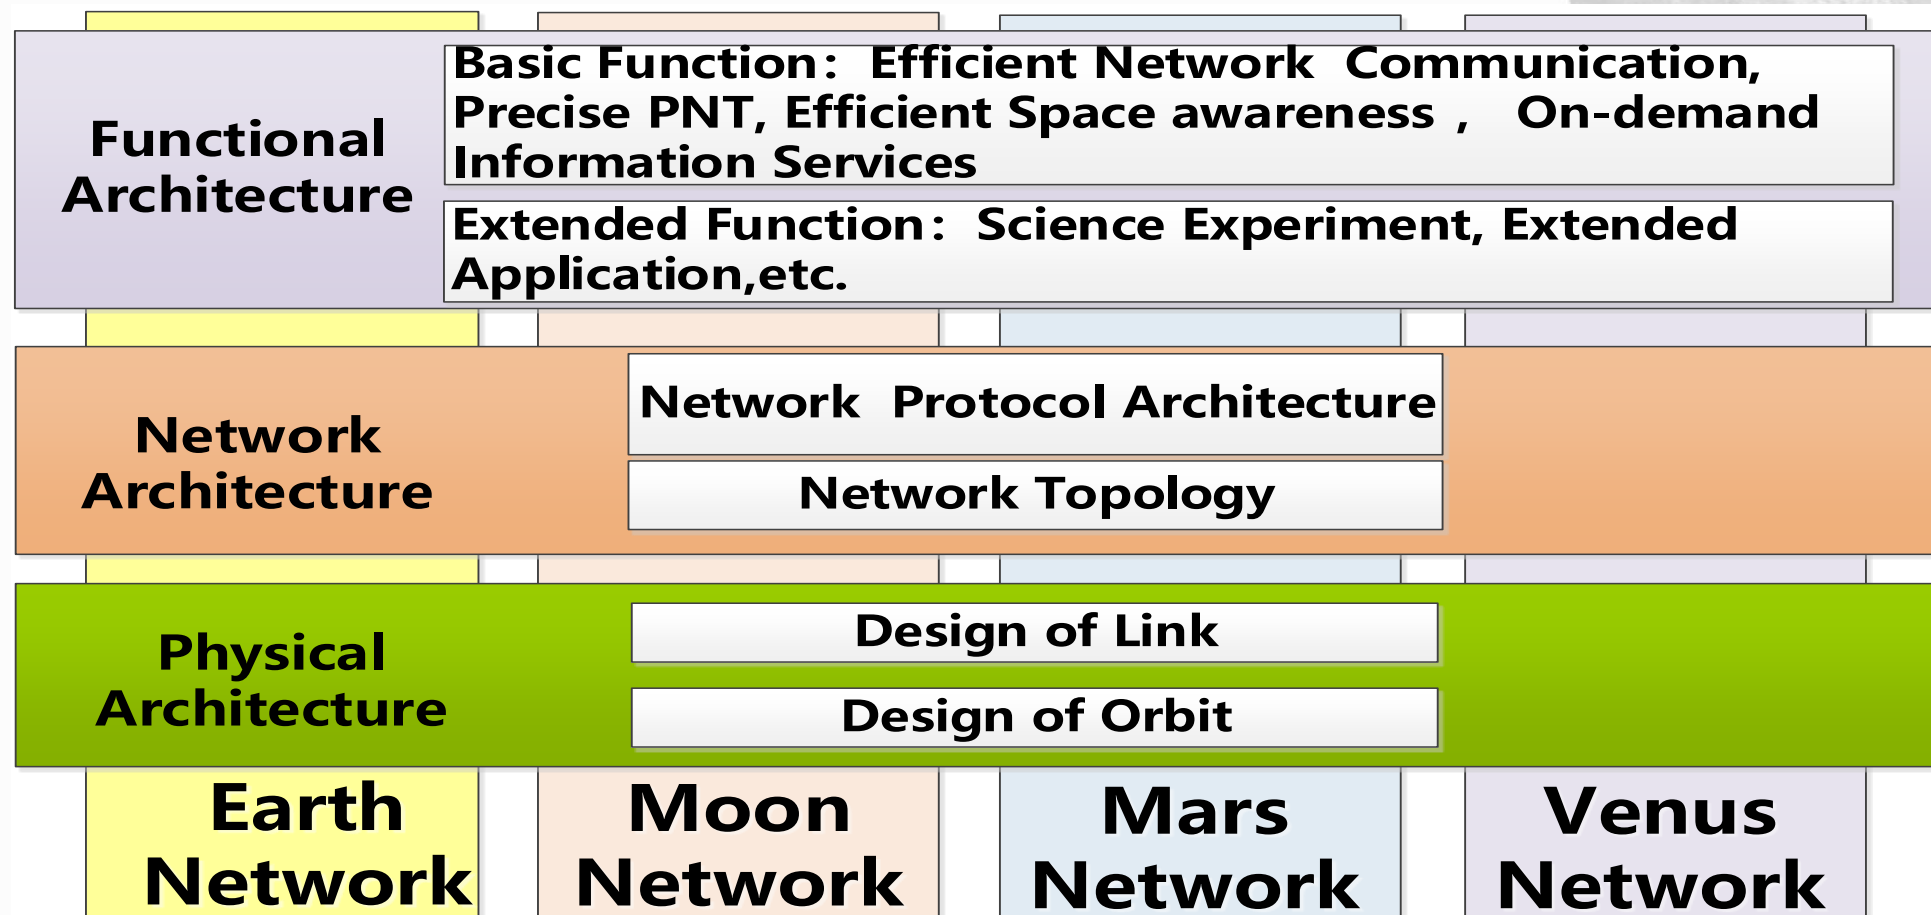 Functional
Architecture
Basic Function:  Efficient Network  Communication,
Precise PNT, Efficient Space awareness ,   On-demand
Information Services
Extended Function:  Science Experiment, Extended
Application,etc.
Network
Architecture
Network  Protocol Architecture
Network Topology
Physical
Architecture
Design of Link
Design of Orbit
Earth
Network
Moon
Network
Mars
Network
Venus
Network